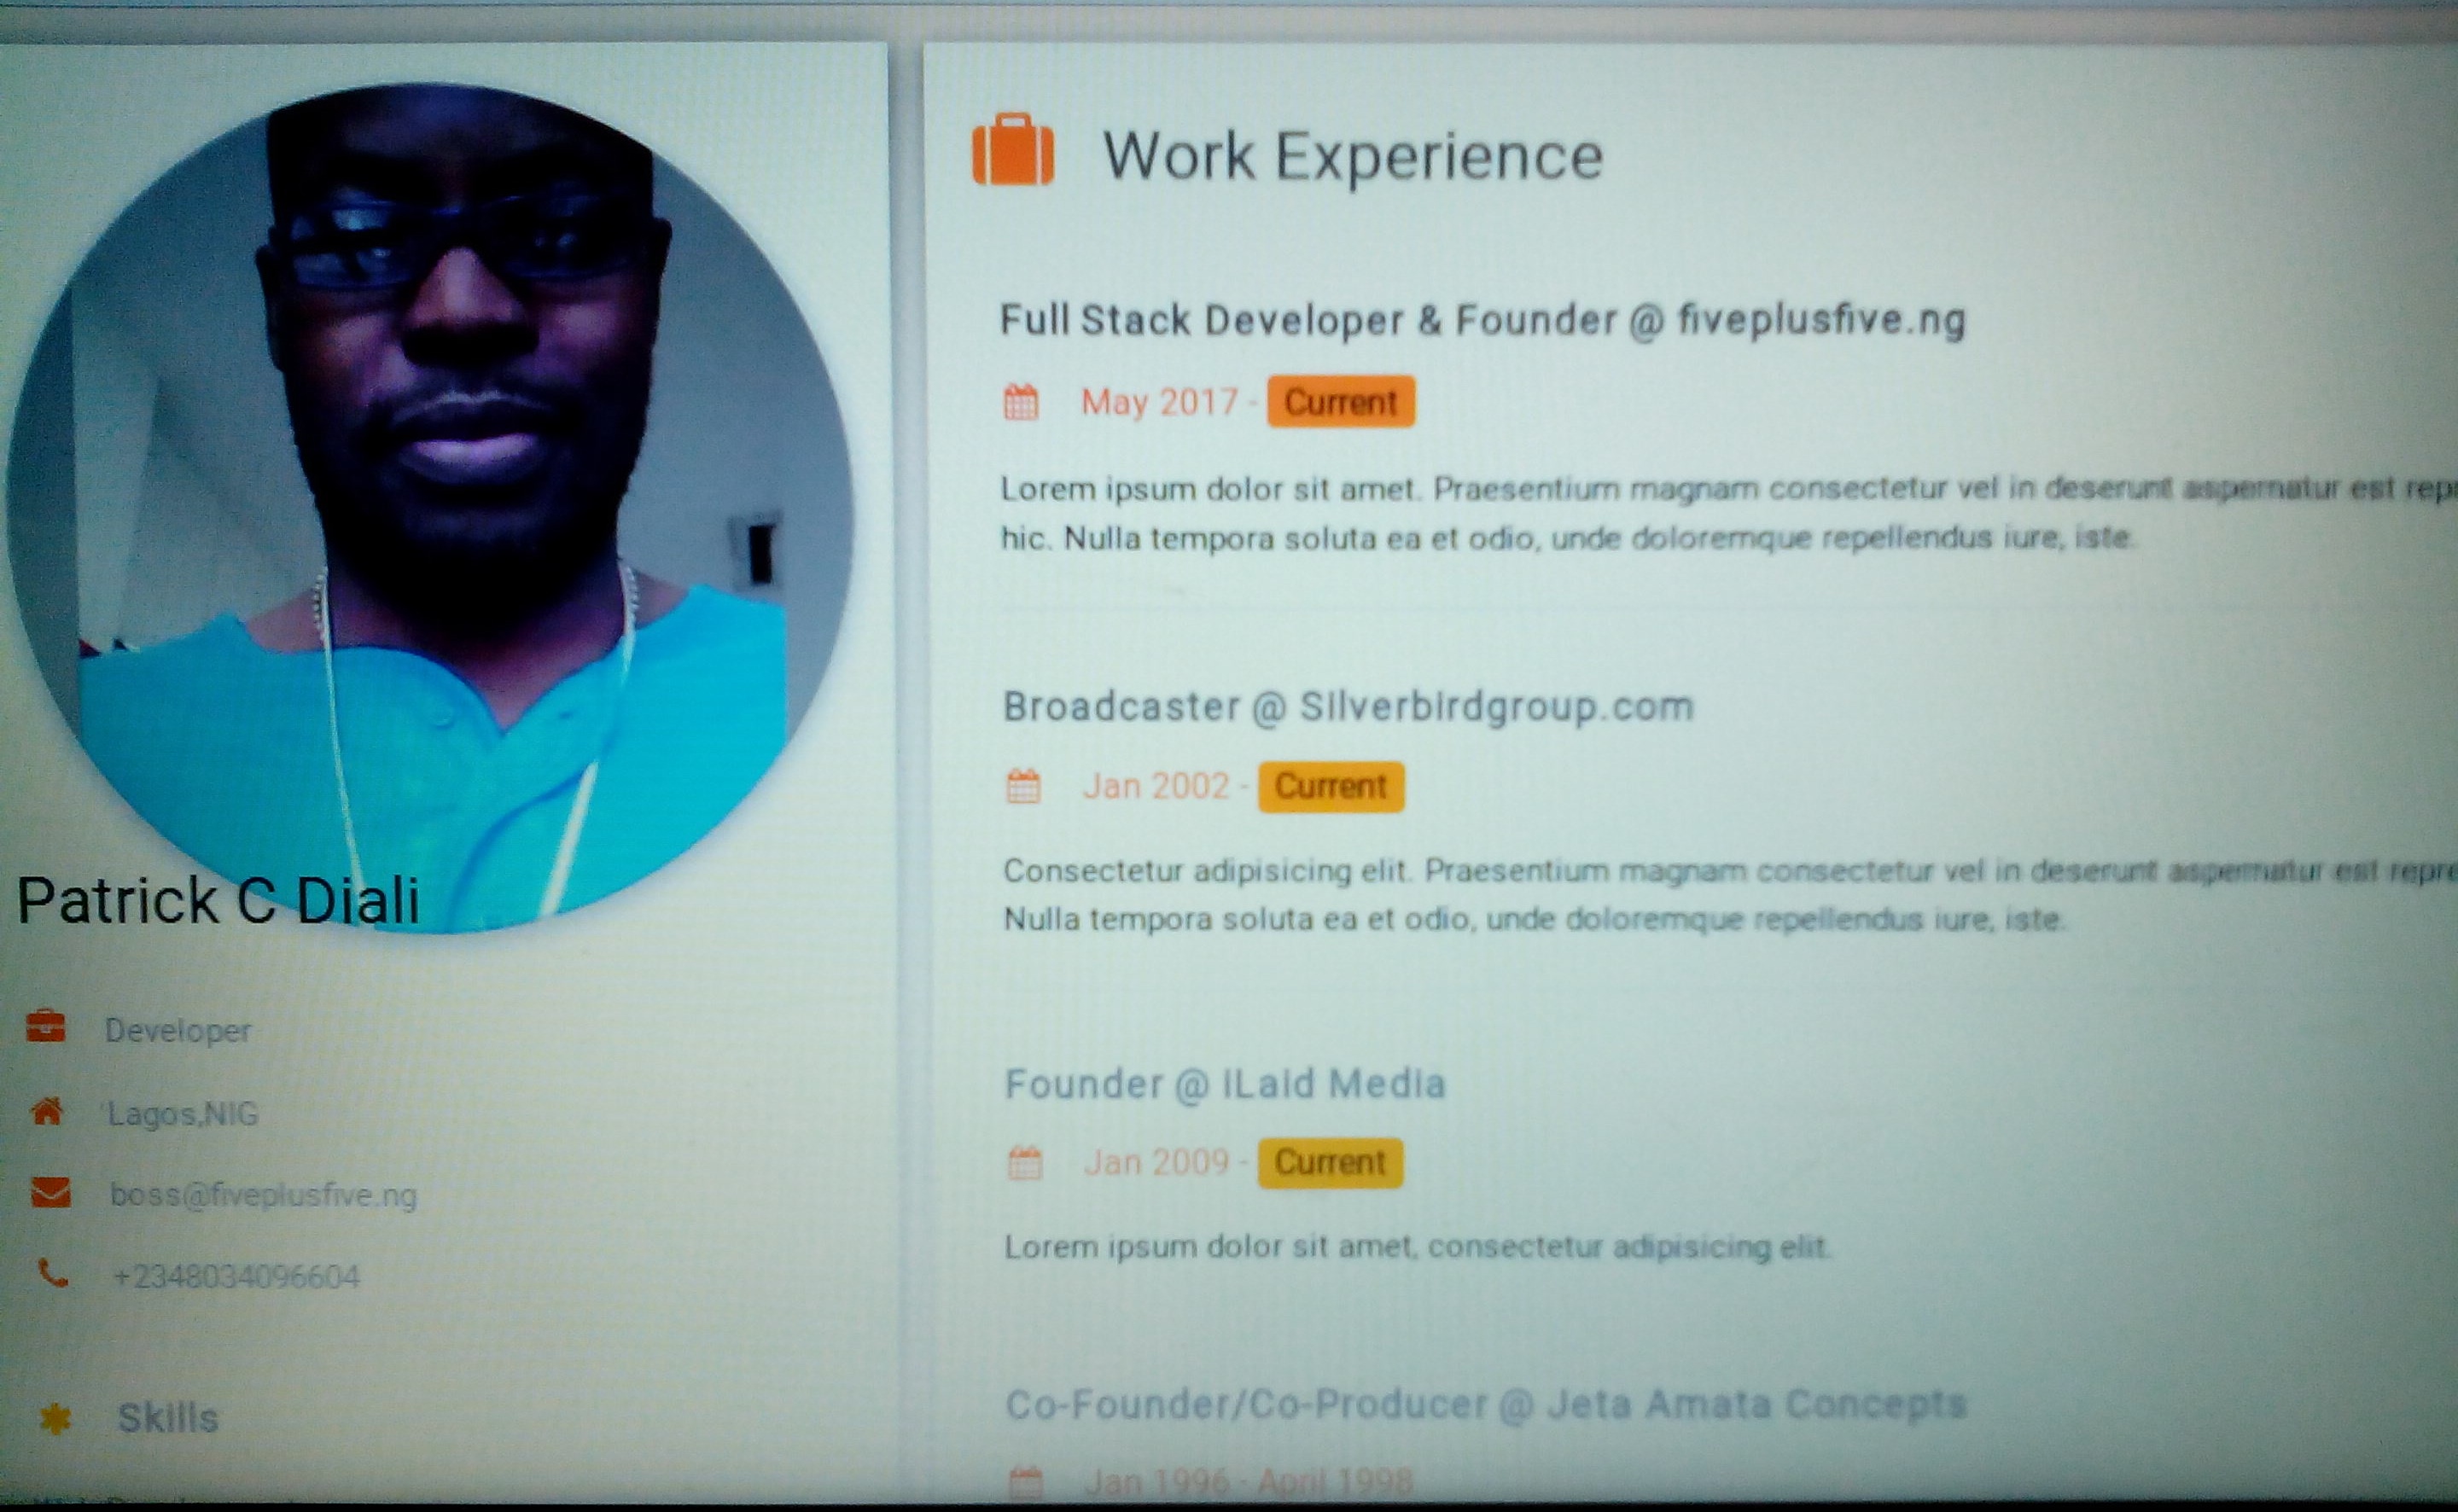 Patrick C Diali
Developer
Lagos,NIG
boss@fiveplusfive.ng
+2348034096604
Skills
Work Experience
Full Stack Developer & Founder @ fiveplusfive.ng
May 2017 - Current
Lorem ipsum dolor sit amet. Praesentium magnam consectetur vel in deserunt aspernatur est repr
hic. Nulla tempora soluta ea et odio, unde doloremque repellendus iure, iste.
Broadcaster @ Silverbirdgroup.com
Jan 2002 - Current
Consectetur adipisicing elit. Praesentium magnam consectetur vel in deserunt aspernatur est repre
Nulla tempora soluta ea et odio, unde doloremque repellendus iure, iste.
Founder @ iLaid Media
Jan 2009 - Current
Lorem ipsum dolor sit amet, consectetur adipisicing elit.
Co-Founder/Co-Producer @ Jeta Amata Concepts
Jan 1996 - April 1998